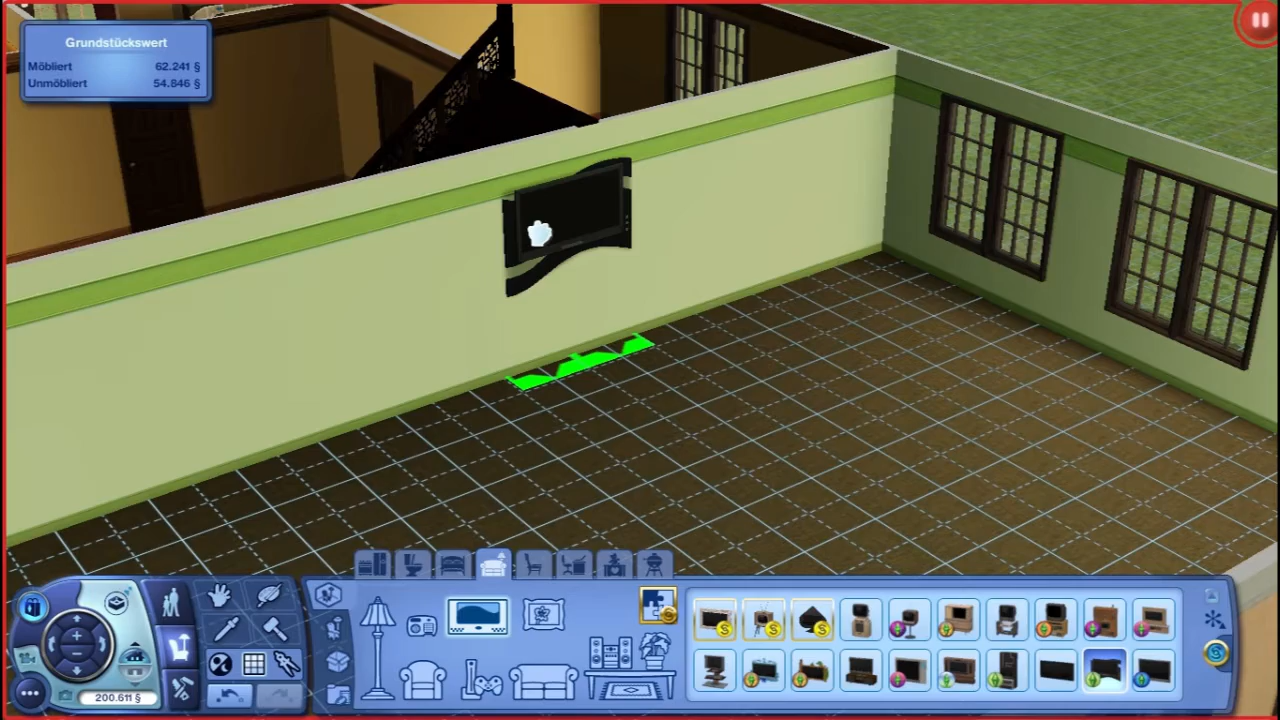 Grundstückswert
Möbliert 62.241 §
Unmöbliert 54.846 §
200.611 §